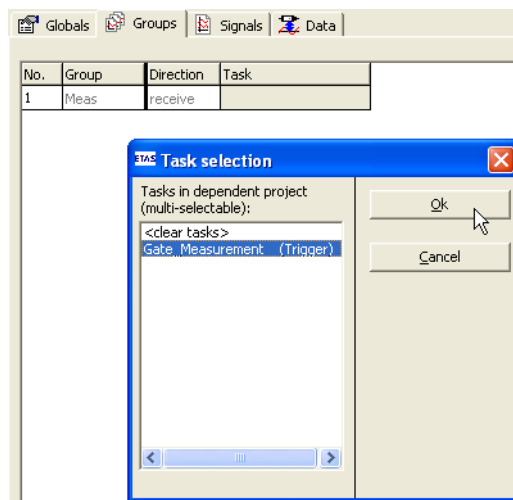 Globals Groups Signals Data
No. Group Direction Task
1 Meas receive
ETAS Task selection
Tasks in dependent project
(multi-selectable):
<clear tasks>
Gate_Measurement (Trigger)
Ok
Cancel